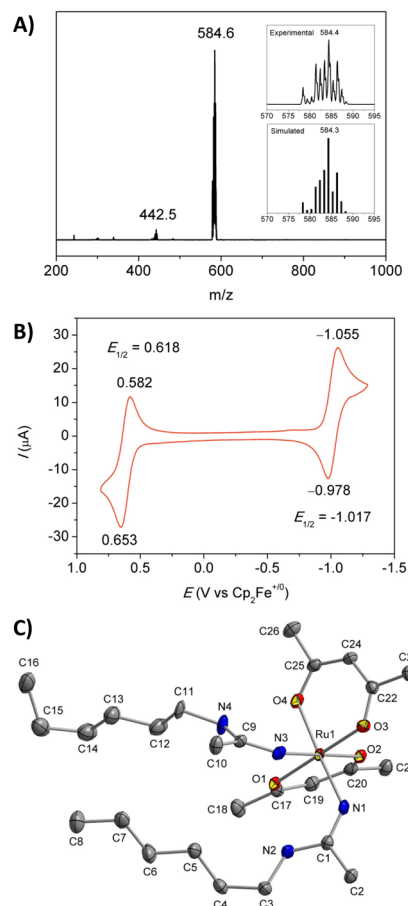 A)
584.6
442.5
Experimental
584.4
570 575 580 585 590 595
Simulated
584.3
570 575 580 585 590 595
200 400 600 800 1000
m/z
B)
I (μA)
30
20
10
0
-10
-20
-30
E1/2 = 0.618
0.582
0.653
−1.055
−0.978
E1/2 = -1.017
1.0 0.5 0.0 -0.5 -1.0 -1.5
E (V vs Cp2Fe+/0)
C)
C26
C24
C25
C22
C16
C11
N4
O4
C15
C13
C9
Ru1
O3
C14
C12
C10
N3
O2
O1
C20
C18
C17
C19
N1
C8
C7
N2
C1
C6
C5
C4
C3
C2